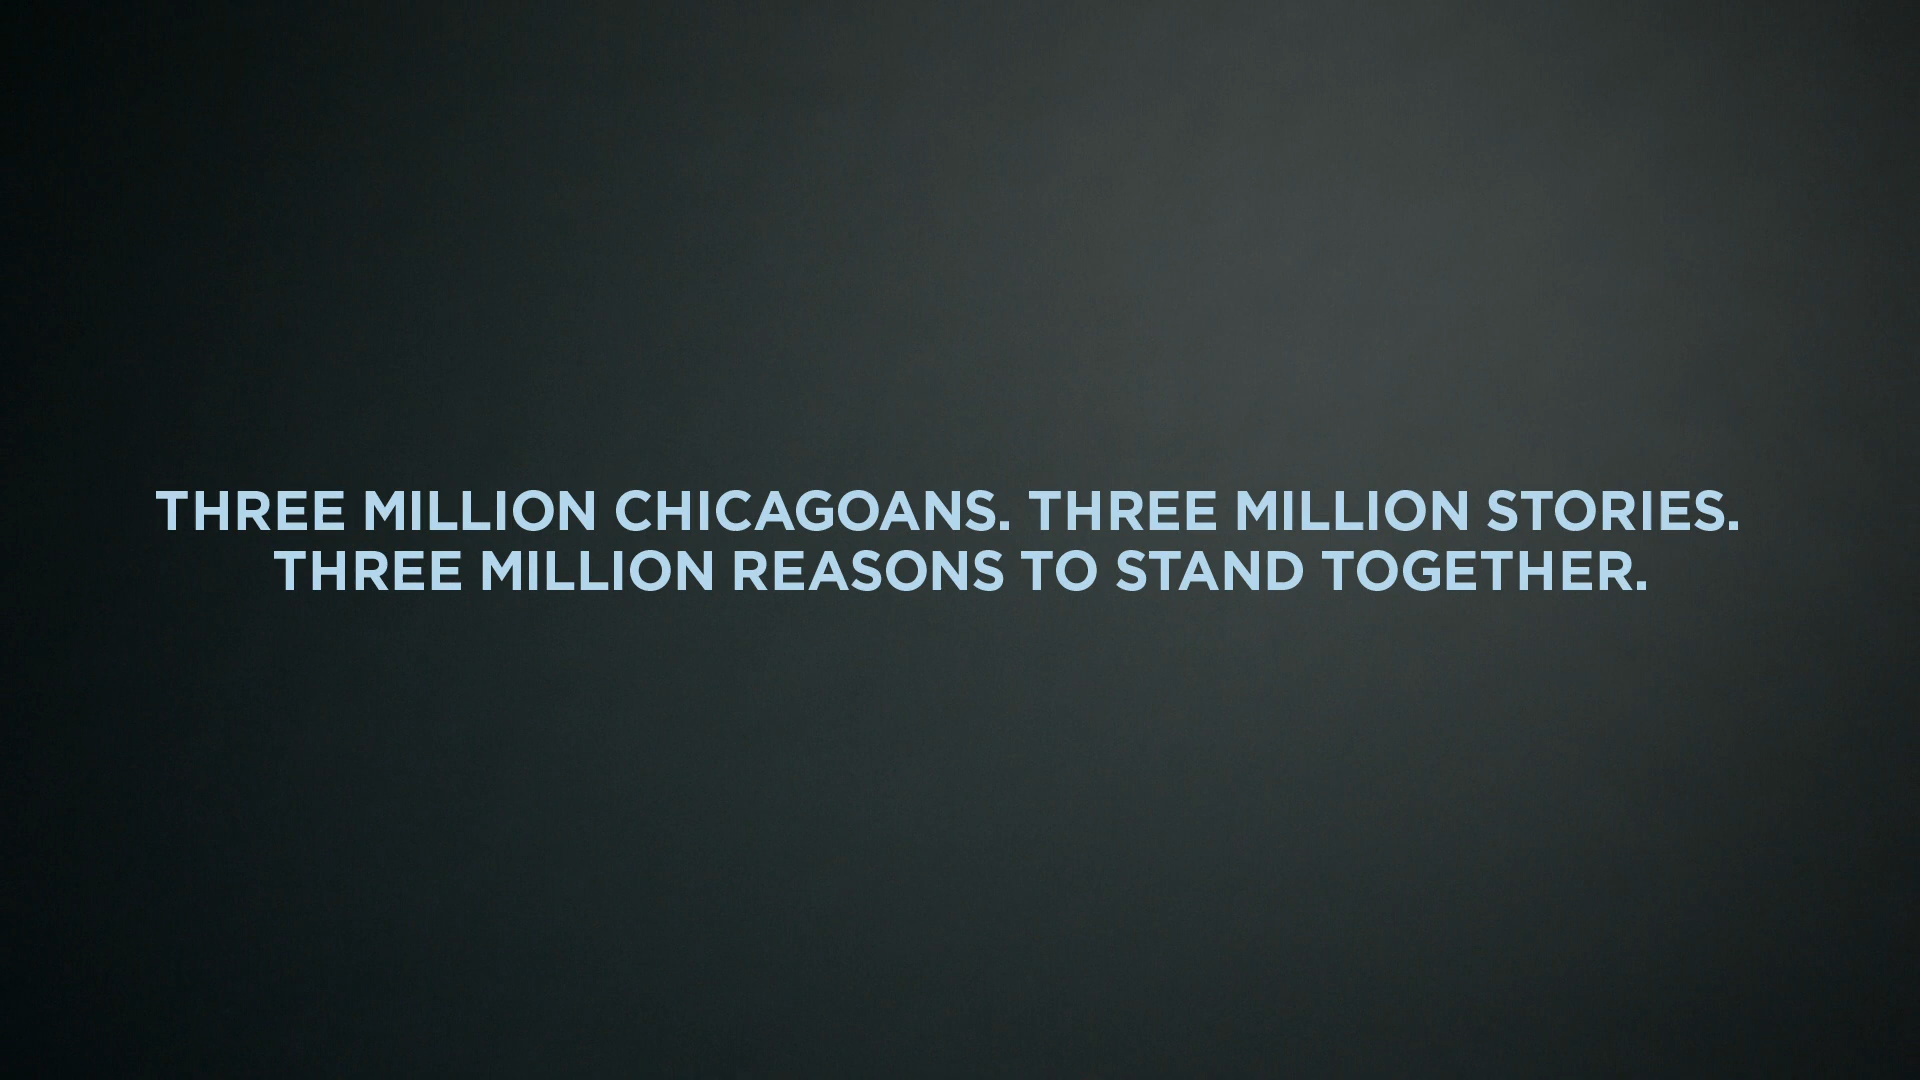 THREE MILLION CHICAGOANS. THREE MILLION STORIES.
THREE MILLION REASONS TO STAND TOGETHER.